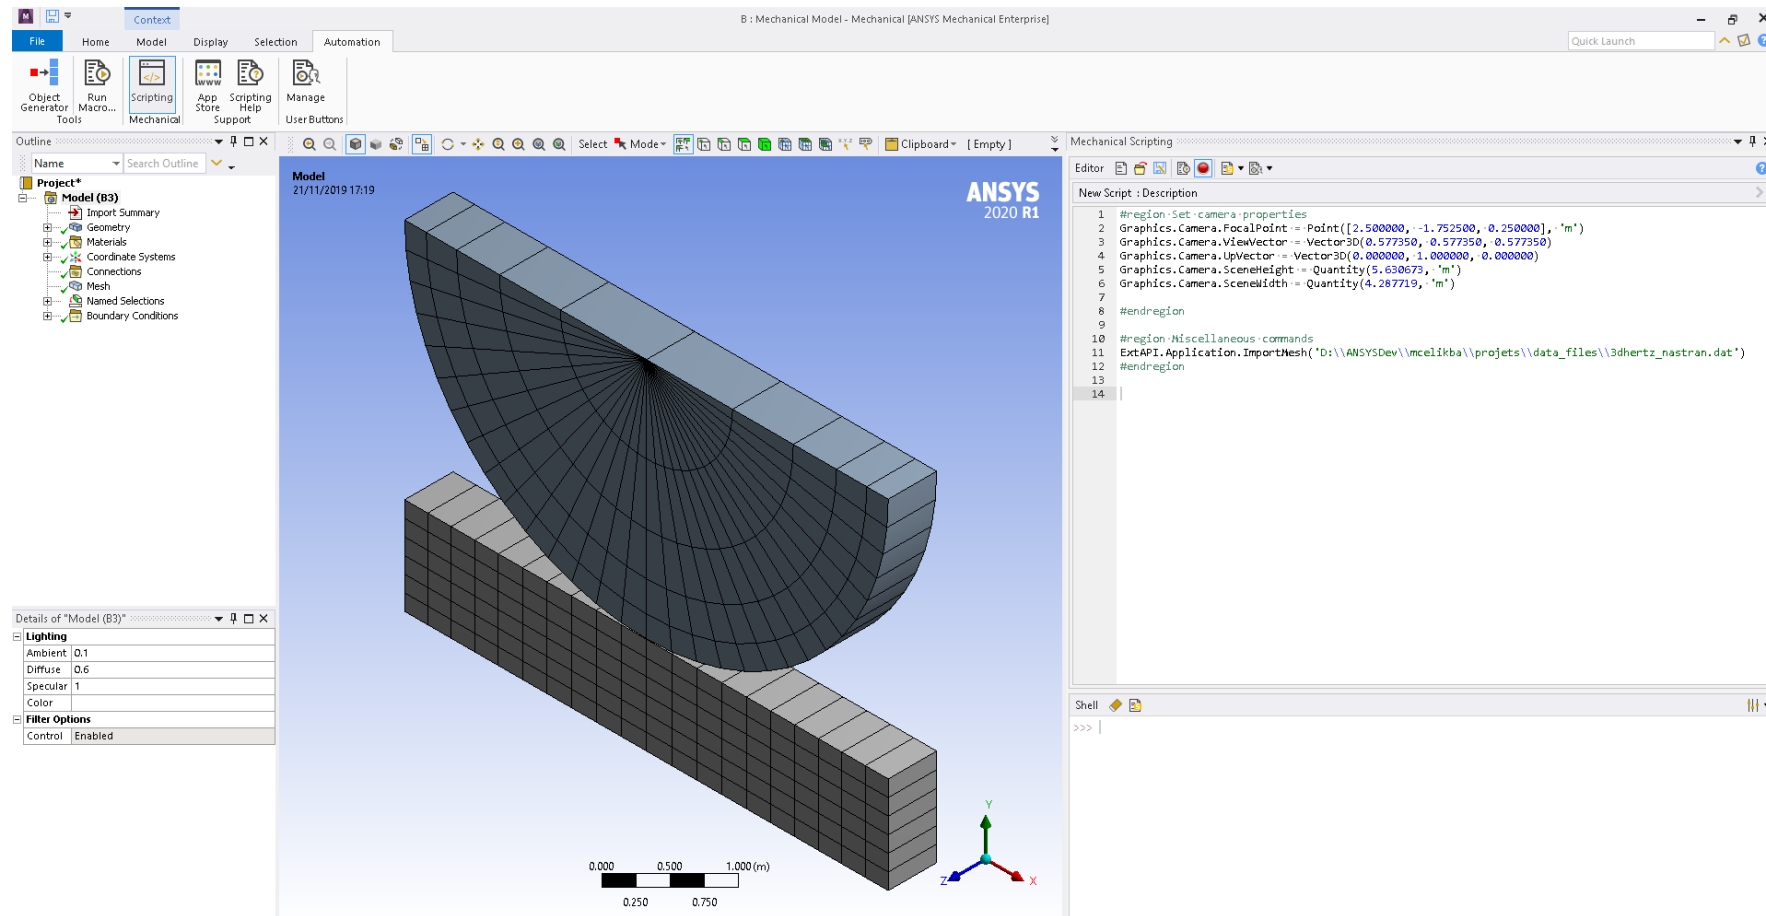 B : Mechanical Model - Mechanical [ANSYS Mechanical Enterprise]
Context
File Home Model Display Selection Automation
Quick Launch
Object Generator
Run Macro...
Scripting
App Store
Scripting Help
Manage
Tools Mechanical Support User Buttons
Outline
Name Search Outline
Project*
Model (B3)
Import Summary
Geometry
Materials
Coordinate Systems
Connections
Mesh
Named Selections
Boundary Conditions
Details of "Model (B3)"
Lighting
Ambient 0.1
Diffuse 0.6
Specular 1
Color
Filter Options
Control Enabled
Select Mode Clipboard [ Empty ]
Model
21/11/2019 17:19
ANSYS
2020 R1
0.000 0.500 1.000 (m)
0.250 0.750
Y
Z X
Mechanical Scripting
Editor
New Script : Description
1 #region Set camera properties
2 Graphics.Camera.FocalPoint = Point([2.500000, -1.752500, 0.250000], 'm')
3 Graphics.Camera.ViewVector = Vector3D(0.577350, 0.577350, 0.577350)
4 Graphics.Camera.UpVector = Vector3D(0.000000, 1.000000, 0.000000)
5 Graphics.Camera.SceneHeight = Quantity(5.630673, 'm')
6 Graphics.Camera.SceneWidth = Quantity(4.287719, 'm')
7
8 #endregion
9
10 #region Miscellaneous commands
11 ExtAPI.Application.ImportMesh('D:\\ANSYSDev\\mcelikba\\projets\\data_files\\3dhertz_nastran.dat')
12 #endregion
13
14
Shell
>>>